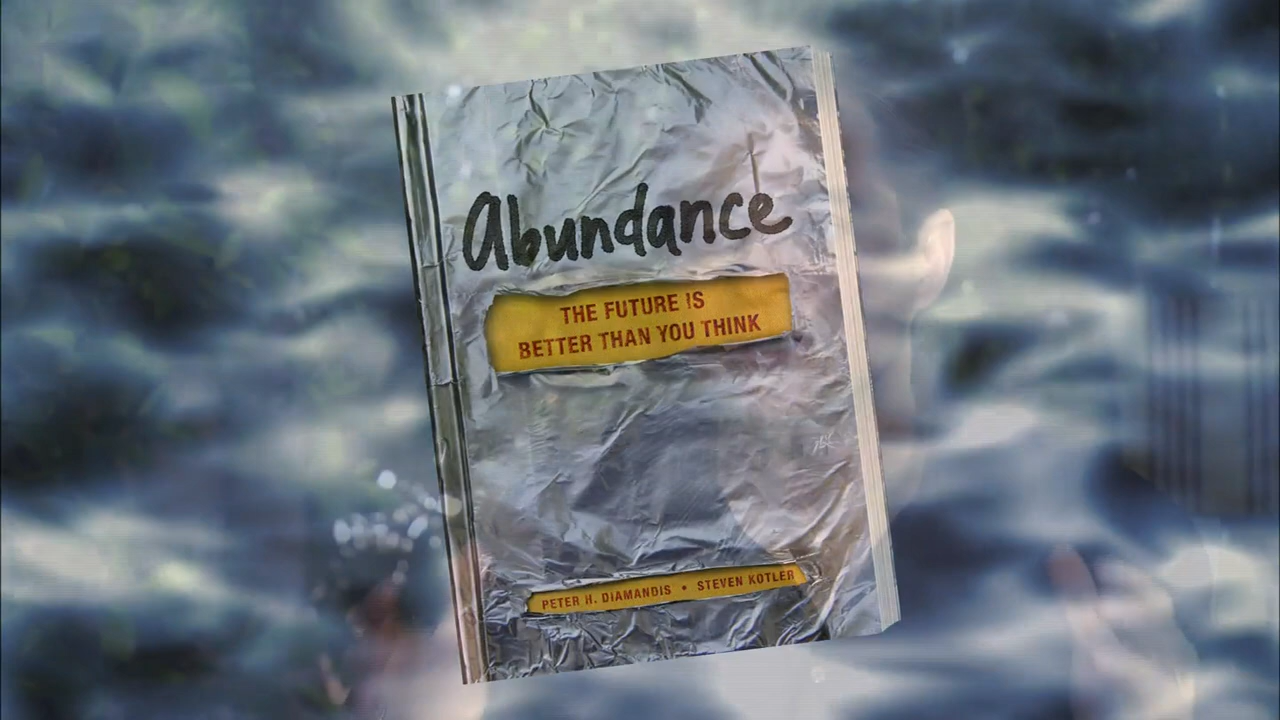 Abundance
THE FUTURE IS
BETTER THAN YOU THINK
PETER H. DIAMANDIS • STEVEN KOTLER